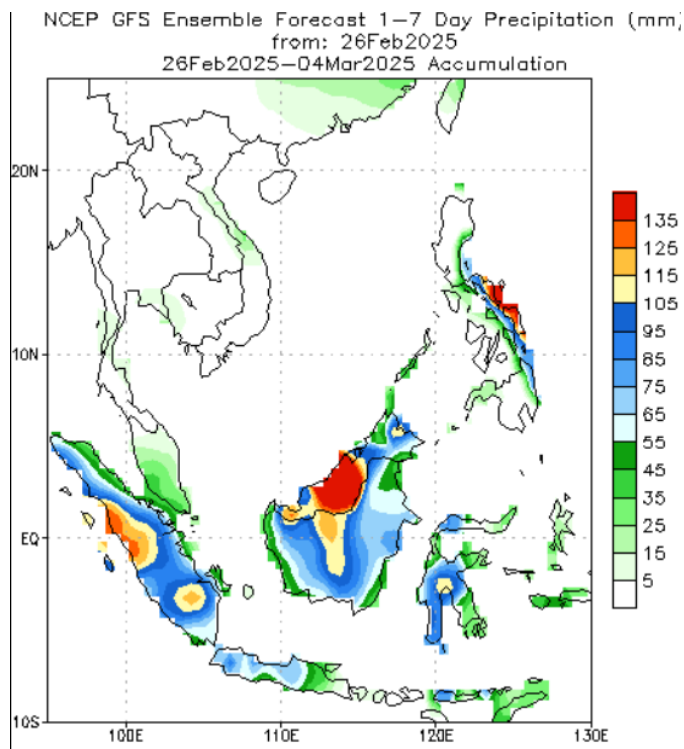 NCEP GFS Ensemble Forecast 1–7 Day Precipitation (mm)
from: 26Feb2025
26Feb2025–04Mar2025 Accumulation
20N
10N
EQ
10S
100E
110E
120E
130E
135
125
115
105
95
85
75
65
55
45
35
25
15
5